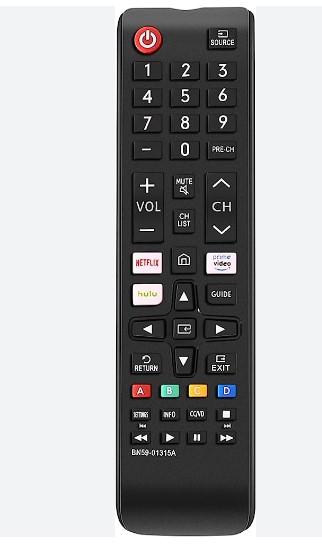 SOURCE
1 2 3
4 5 6
7 8 9
– 0 PRE-CH
+ MUTE
VOL CH
– CH
LIST
NETFLIX prime
video
hulu GUIDE
RETURN EXIT
A B C D
SETTINGS INFO CC/VD
BN59-01315A